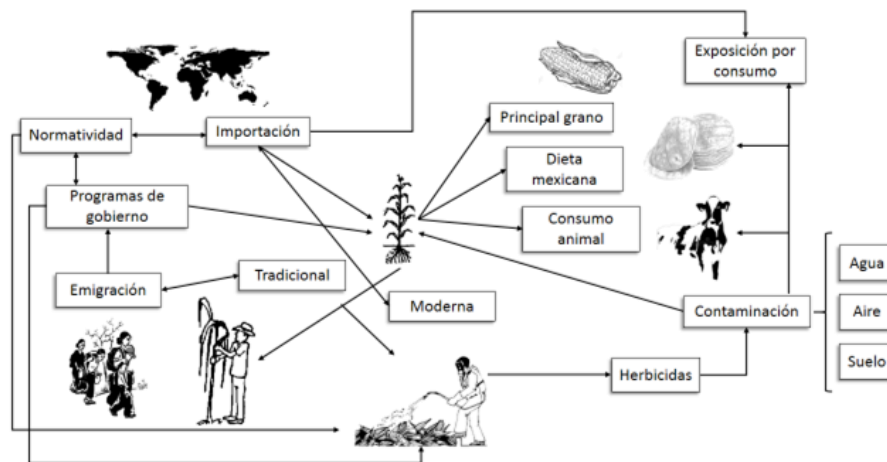 Exposición por
consumo
Principal grano
Normatividad
Importación
Dieta
mexicana
Programas de
gobierno
Consumo
animal
Agua
Tradicional
Emigración
Moderna
Contaminación
Aire
Suelo
Herbicidas